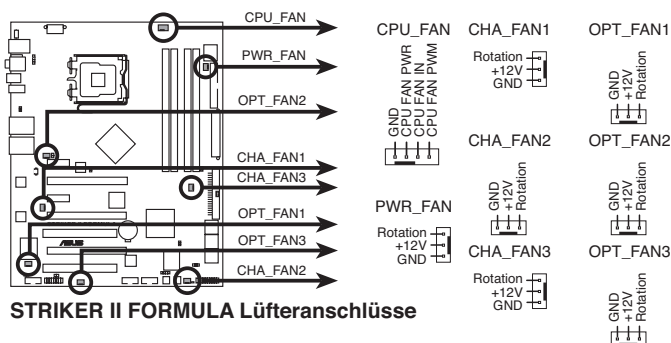 CPU_FAN
PWR_FAN
OPT_FAN2
CHA_FAN1
CHA_FAN3
OPT_FAN1
OPT_FAN3
CHA_FAN2
ASUS
STRIKER II FORMULA Lüfteranschlüsse
CPU_FAN
GND
CPU FAN PWR
CPU FAN IN
CPU FAN PWM
PWR_FAN
Rotation
+12V
GND
CHA_FAN1
Rotation
+12V
GND
CHA_FAN2
GND
+12V
Rotation
CHA_FAN3
Rotation
+12V
GND
OPT_FAN1
GND
+12V
Rotation
OPT_FAN2
GND
+12V
Rotation
OPT_FAN3
GND
+12V
Rotation